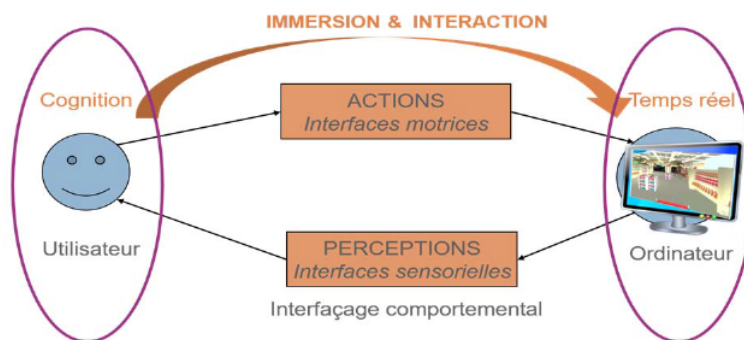 IMMERSION & INTERACTION
Cognition
Temps réel
ACTIONS
Interfaces motrices
Utilisateur
Ordinateur
PERCEPTIONS
Interfaces sensorielles
Interfaçage comportemental